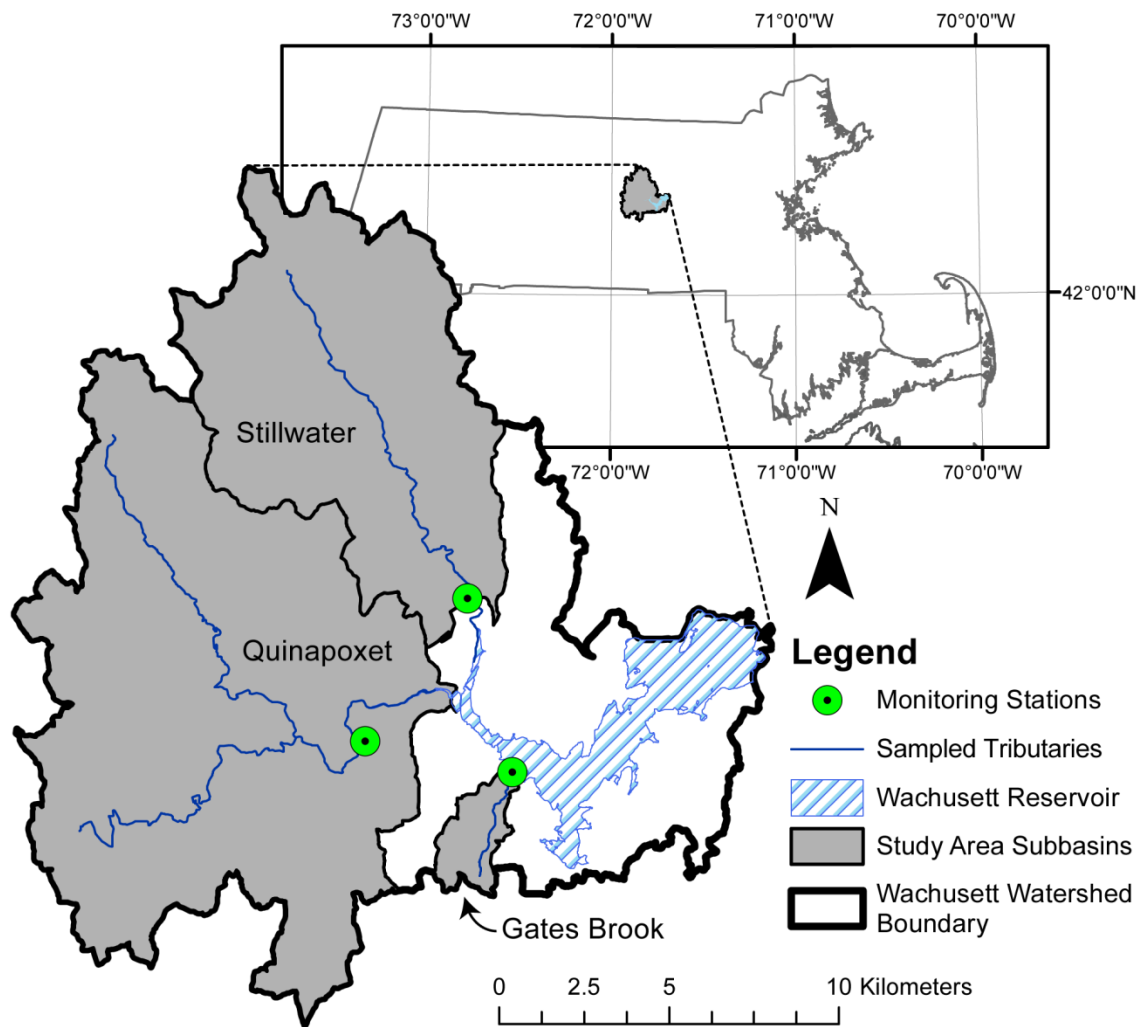 73°0'0"W
72°0'0"W
71°0'0"W
70°0'0"W
42°0'0"N
72°0'0"W
71°0'0"W
70°0'0"W
Stillwater
N
Quinapoxet
Legend
Monitoring Stations
Sampled Tributaries
Wachusett Reservoir
Study Area Subbasins
Wachusett Watershed
Boundary
Gates Brook
0 2.5 5 10 Kilometers